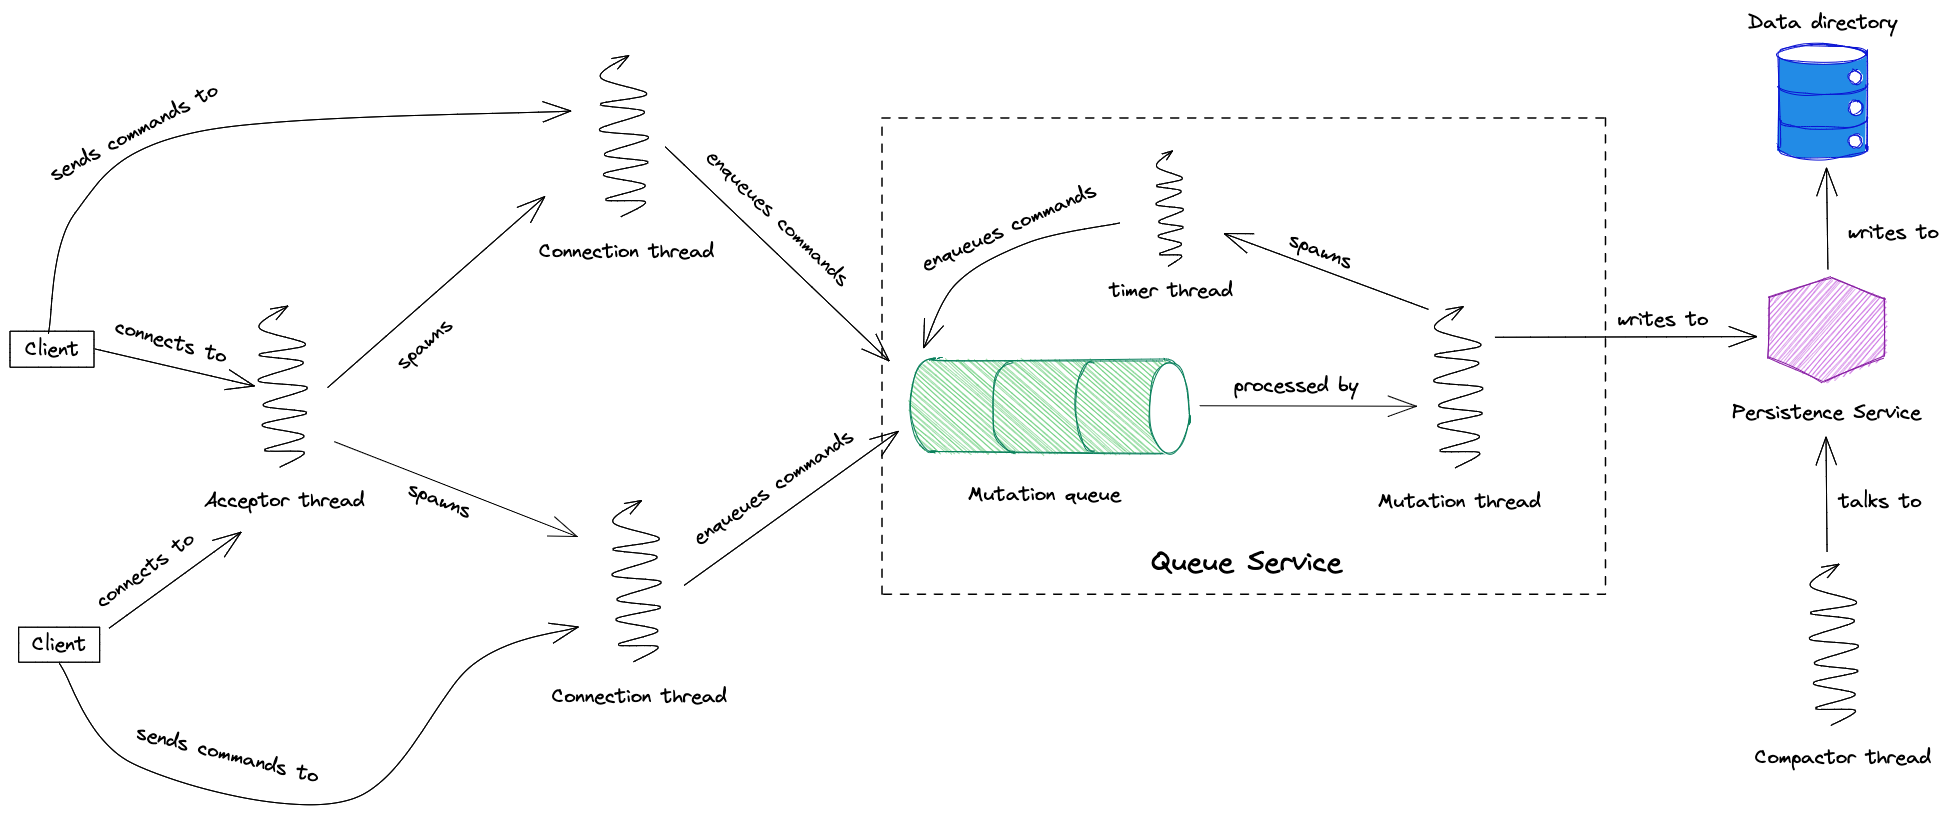 Data directory
sends commands to
enqueues commands
enqueues commands
writes to
Connection thread
spawns
timer thread
Client
connects to
spawns
writes to
processed by
Persistence Service
Acceptor thread
spawns
enqueues commands
Mutation queue
Mutation thread
talks to
connects to
Queue Service
Client
Connection thread
sends commands to
Compactor thread